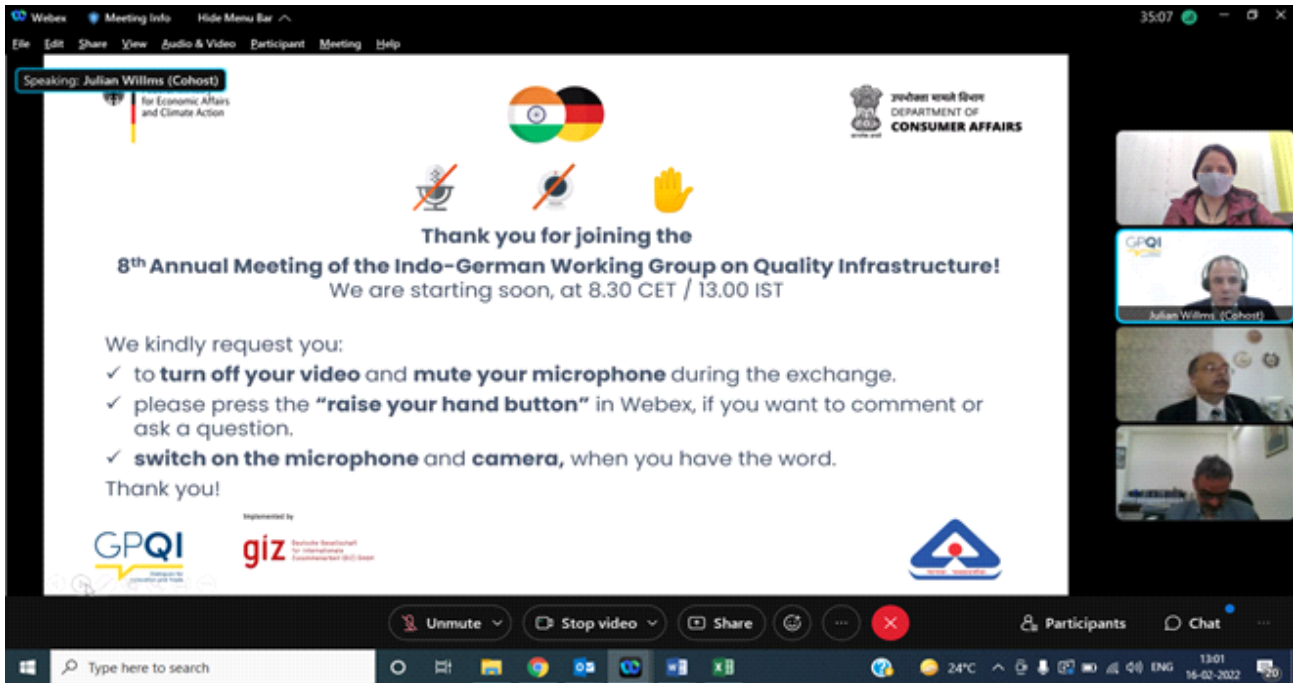 Webex Meeting Info Hide Menu Bar 35:07
File Edit Share View Audio & Video Participant Meeting Help
Speaking: Julian Willms (Cohost)
for Economic Affairs
and Climate Action
उपभोक्ता मामले विभाग
DEPARTMENT OF
CONSUMER AFFAIRS
Thank you for joining the
8th Annual Meeting of the Indo-German Working Group on Quality Infrastructure!
We are starting soon, at 8.30 CET / 13.00 IST
We kindly request you:
✓ to turn off your video and mute your microphone during the exchange.
✓ please press the “raise your hand button” in Webex, if you want to comment or
ask a question.
✓ switch on the microphone and camera, when you have the word.
Thank you!
Implemented by
GPQI
giz Deutsche Gesellschaft
für Internationale
Zusammenarbeit (GIZ) GmbH
GPQI
Julian Willms (Cohost)
Unmute Stop video Share Participants Chat
Type here to search
24°C ENG 13:01
16-02-2022
20